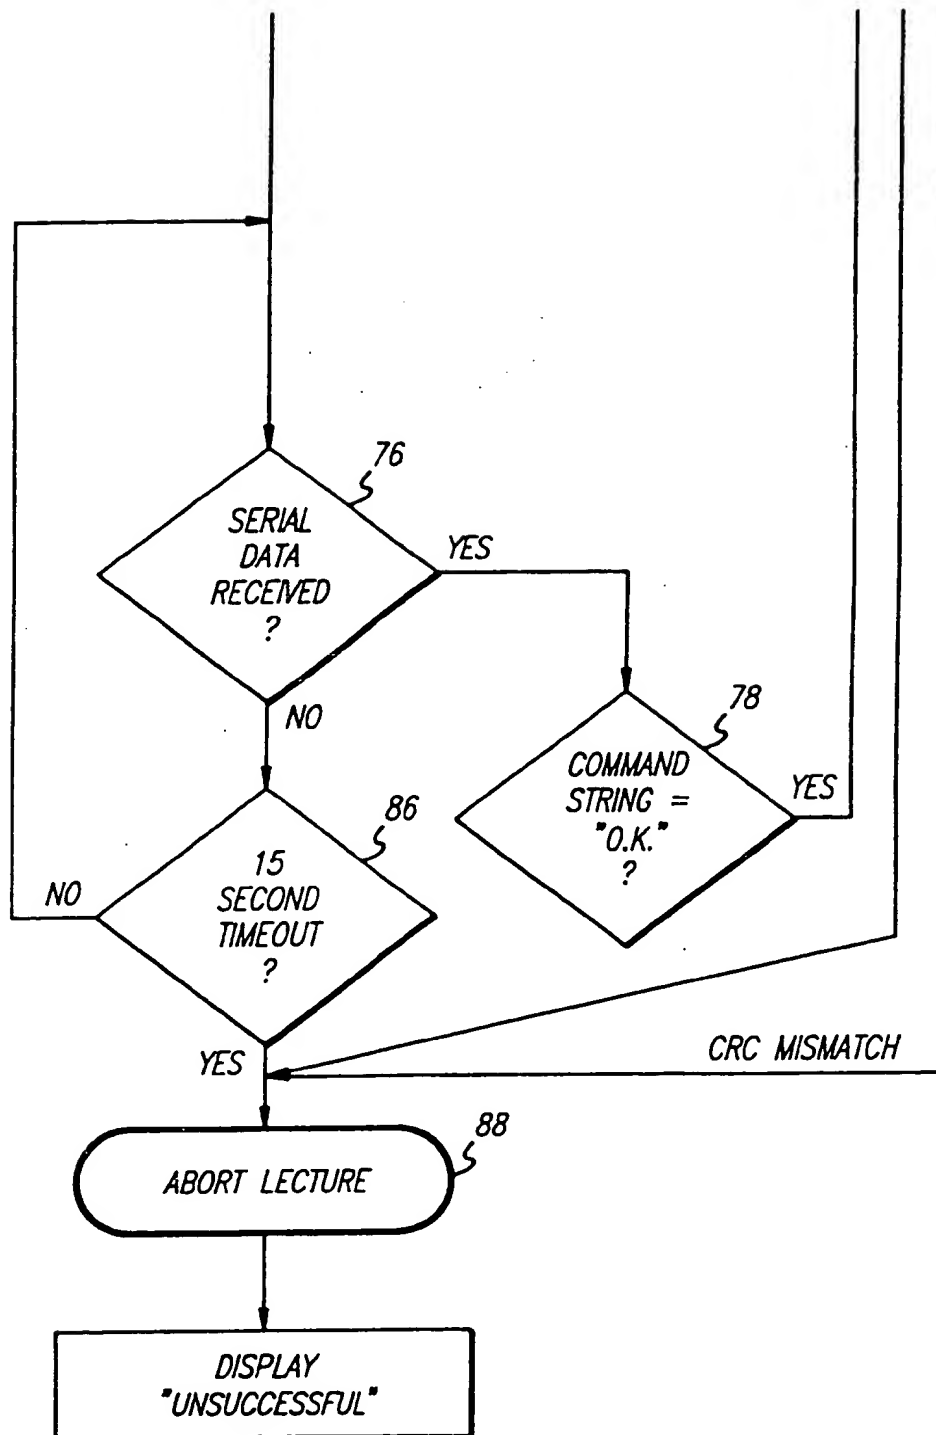 76
SERIAL
DATA
RECEIVED
?
YES
NO
78
COMMAND
STRING =
"O.K."
?
YES
86
15
SECOND
TIMEOUT
?
NO
YES
CRC MISMATCH
88
ABORT LECTURE
DISPLAY
"UNSUCCESSFUL"